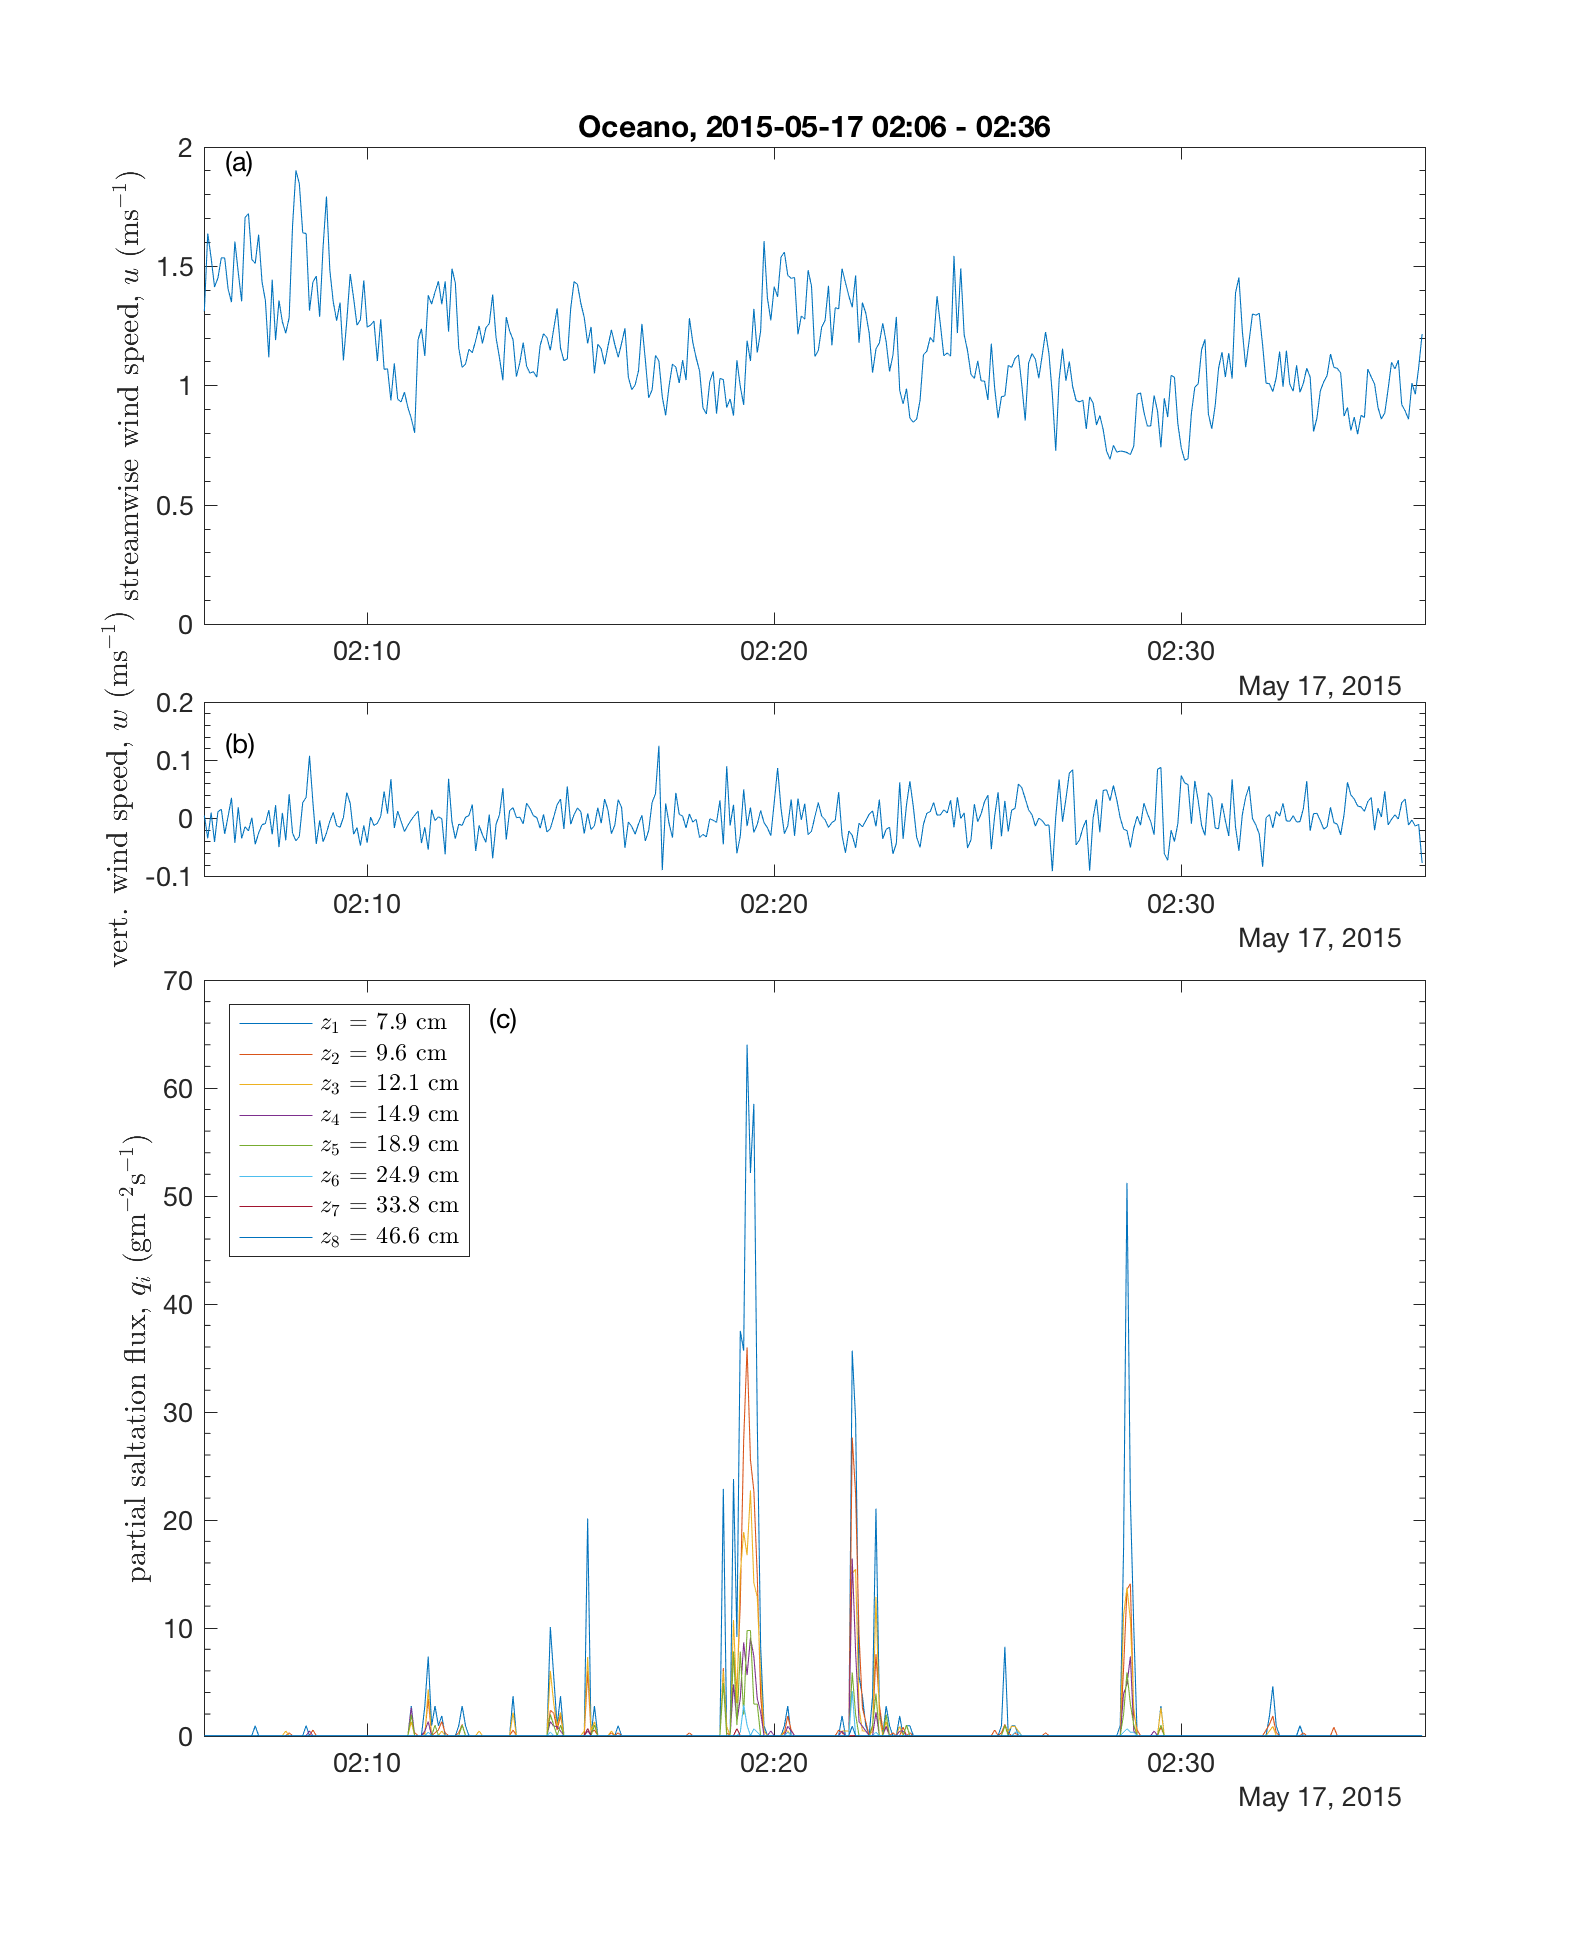 Oceano, 2015-05-17 02:06 - 02:36
(a)
streamwise wind speed, u (ms⁻¹)
2
1.5
1
0.5
0
02:10 02:20 02:30
May 17, 2015
(b)
vert. wind speed, w (ms⁻¹)
0.2
0.1
0
-0.1
02:10 02:20 02:30
May 17, 2015
(c)
partial saltation flux, qᵢ (gm⁻²s⁻¹)
70
60
50
40
30
20
10
0
z₁ = 7.9 cm
z₂ = 9.6 cm
z₃ = 12.1 cm
z₄ = 14.9 cm
z₅ = 18.9 cm
z₆ = 24.9 cm
z₇ = 33.8 cm
z₈ = 46.6 cm
02:10 02:20 02:30
May 17, 2015